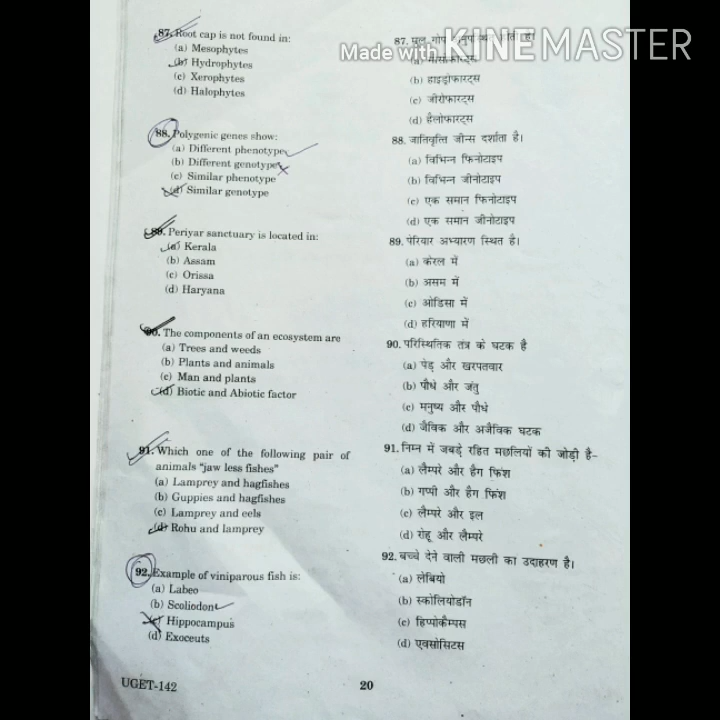 Made with KINEMASTER
87. Root cap is not found in:
(a) Mesophytes
(b) Hydrophytes
(c) Xerophytes
(d) Halophytes
88. Polygenic genes show:
(a) Different phenotype
(b) Different genotype
(c) Similar phenotype
(d) Similar genotype
89. Periyar sanctuary is located in:
(a) Kerala
(b) Assam
(c) Orissa
(d) Haryana
90. The components of an ecosystem are
(a) Trees and weeds
(b) Plants and animals
(c) Man and plants
(d) Biotic and Abiotic factor
91. Which one of the following pair of
animals "jaw less fishes"
(a) Lamprey and hagfishes
(b) Guppies and hagfishes
(c) Lamprey and eels
(d) Rohu and lamprey
92. Example of viniparous fish is:
(a) Labeo
(b) Scoliodon
(c) Hippocampus
(d) Exoceuts
87. मूल
(b) हाइड्रोफारट्स
(c) जीरोफारट्स
(d) हैलोफारट्स
88. जातिवृत्ति जीन्स दर्शाता है।
(a) विभिन्न फिनोटाइप
(b) विभिन्न जीनोटाइप
(c) एक समान फिनोटाइप
(d) एक समान जीनोटाइप
89. पेरियार अभ्यारण स्थित है।
(a) केरल में
(b) असम में
(c) ओडिसा में
(d) हरियाणा में
90. परिस्थितिक तंत्र के घटक है
(a) पेड़ और खरपतवार
(b) पौधे और जंतु
(c) मनुष्य और पौधे
(d) जैविक और अजैविक घटक
91. निम्न में जबड़े रहित मछलियों की जोड़ी है-
(a) लैम्परे और हैग फिश
(b) गप्पी और हैग फिश
(c) लैम्परे और इल
(d) रोहू और लैम्परे
92. बच्चे देने वाली मछली का उदाहरण है।
(a) लेबियो
(b) स्कोलियोडॉन
(c) हिप्पोकैम्पस
(d) एक्सोसिटस
UGET-142
20